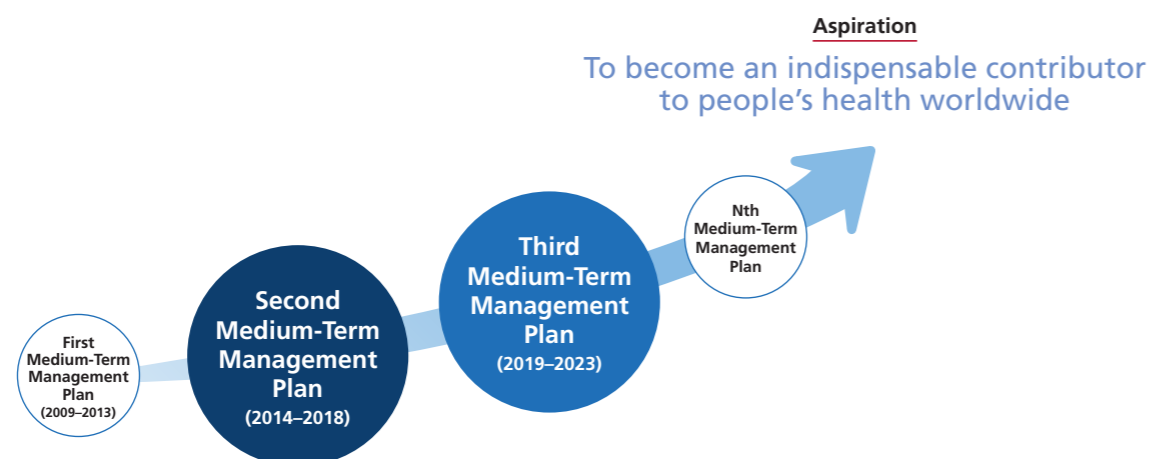 Aspiration
To become an indispensable contributor
to people’s health worldwide
First
Medium-Term
Management
Plan
(2009–2013)
Second
Medium-Term
Management
Plan
(2014–2018)
Third
Medium-Term
Management
Plan
(2019–2023)
Nth
Medium-Term
Management
Plan